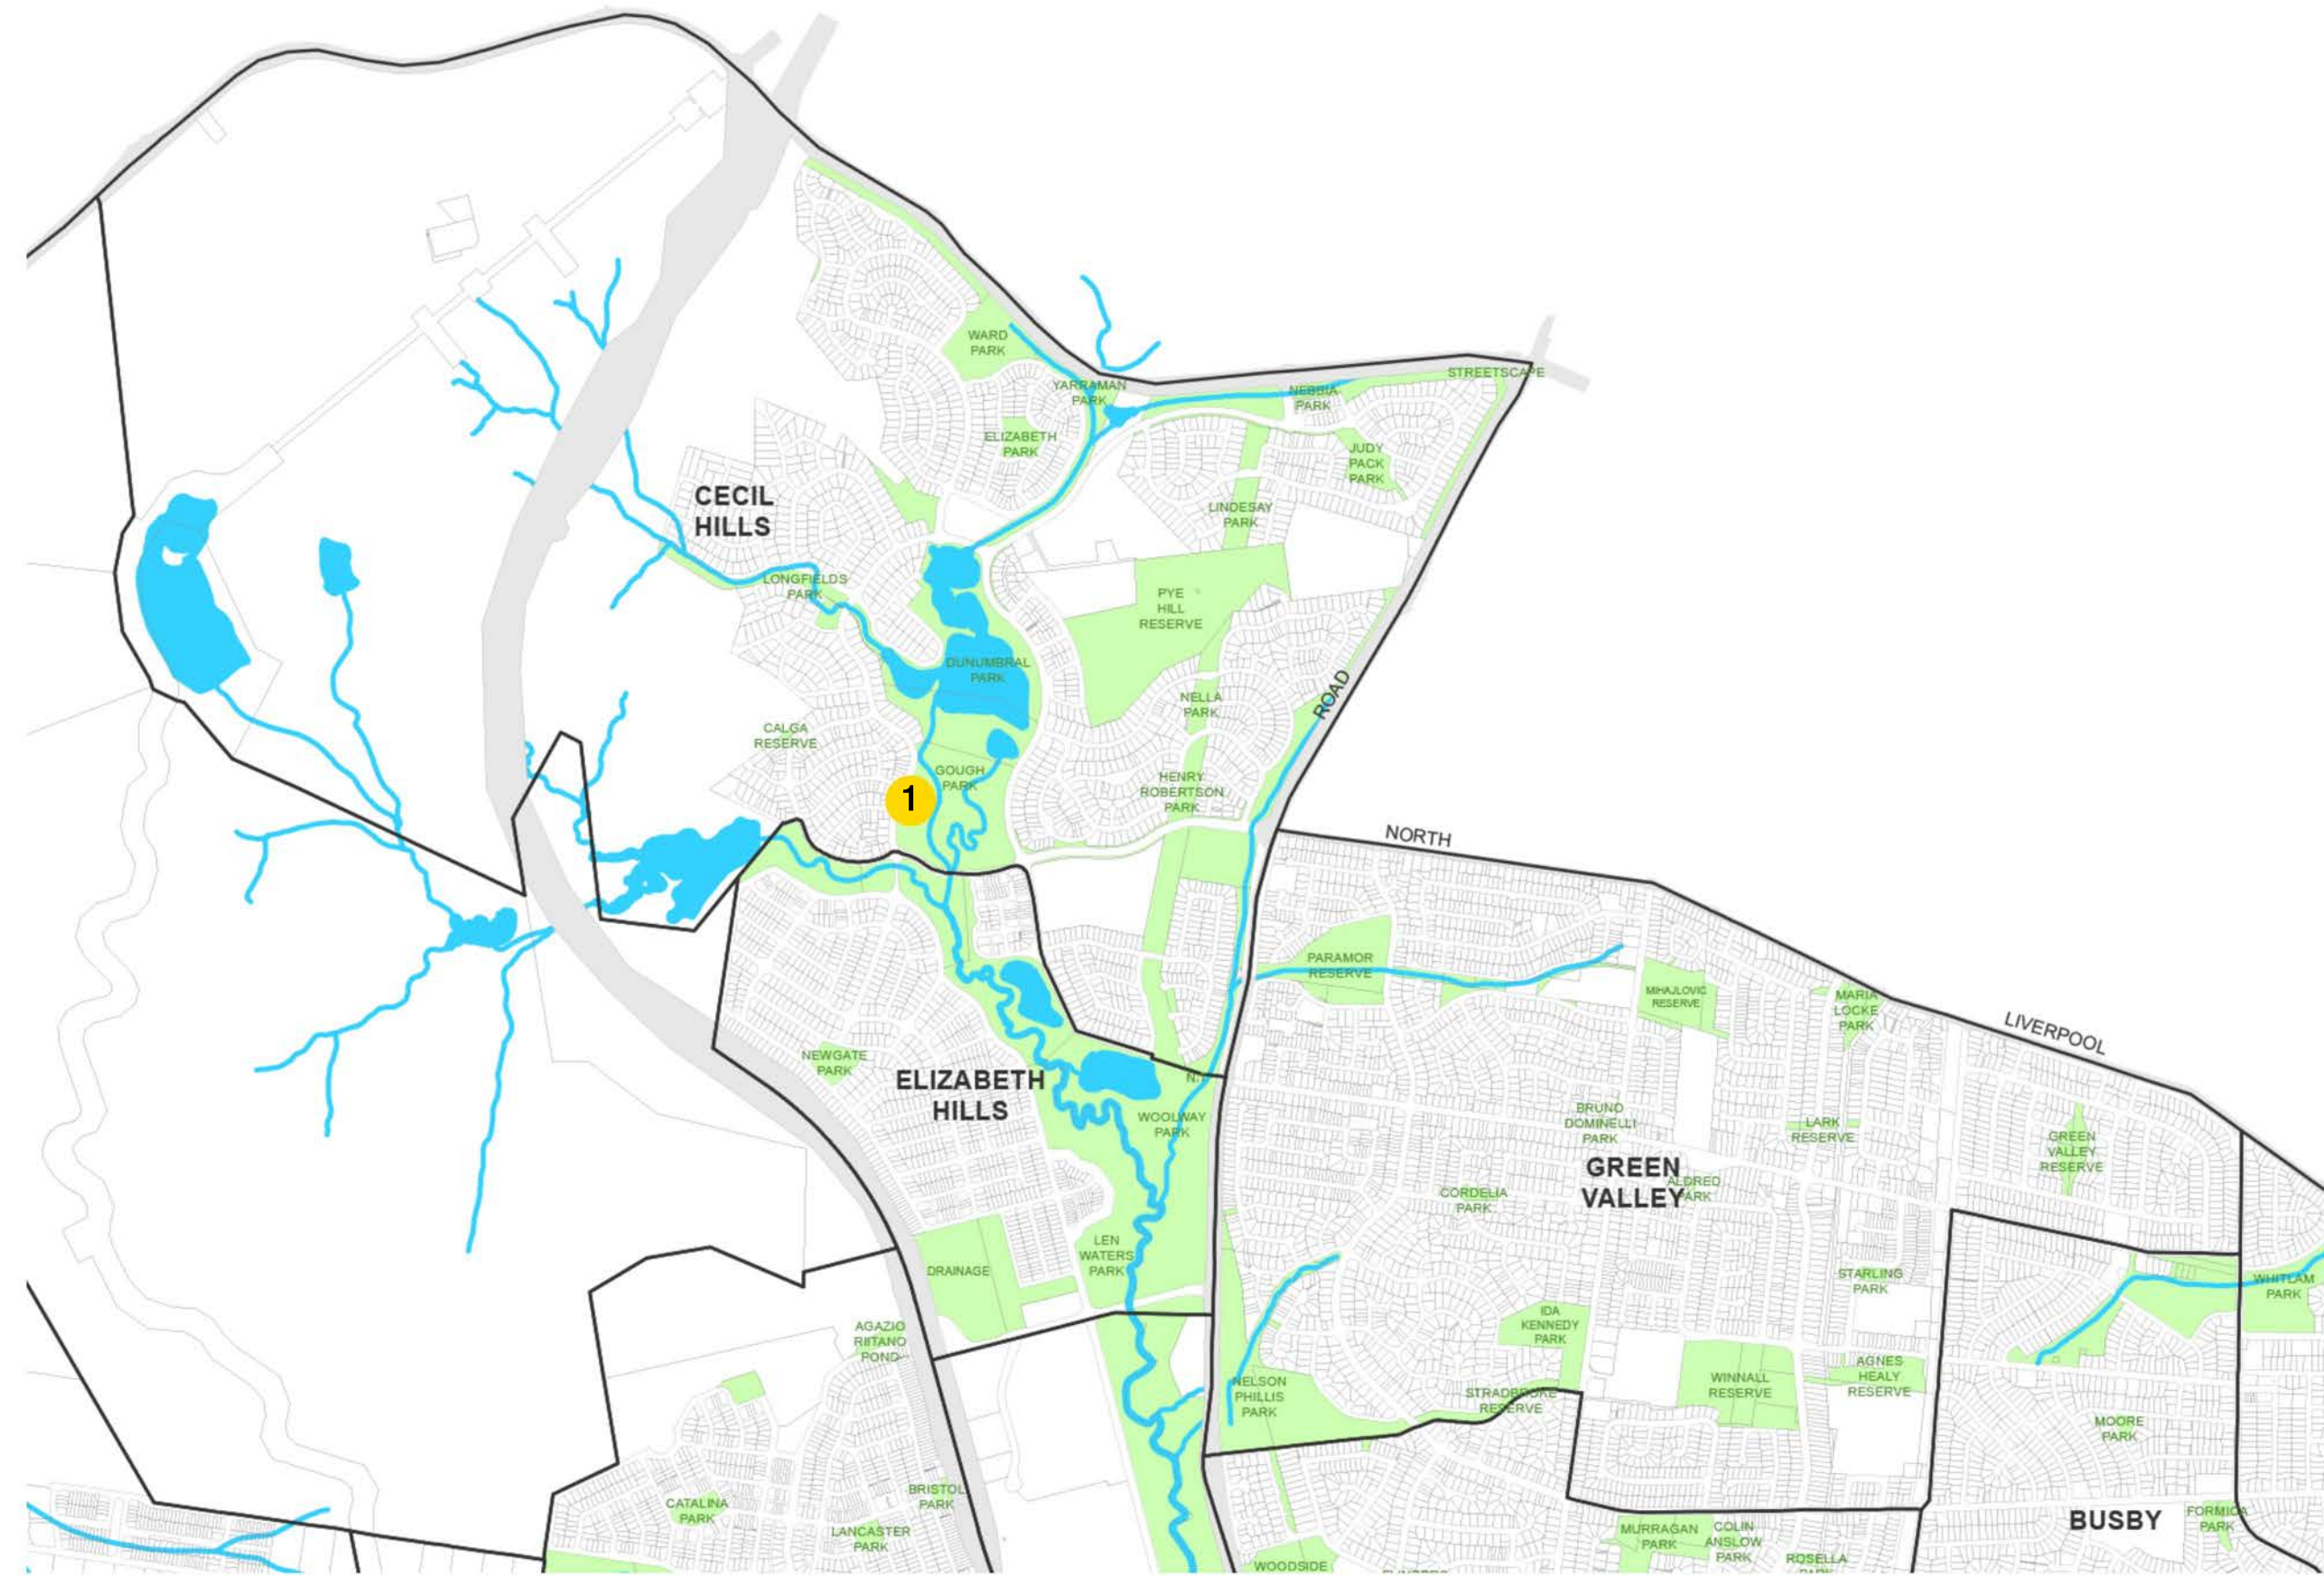 WARD
PARK
YARRAMAN
PARK
NEBBIA
PARK
STREETSCAPE
ELIZABETH
PARK
JUDY
PACK
PARK
CECIL
HILLS
LINDESAY
PARK
LONGFIELDS
PARK
PYE
HILL
RESERVE
DUNUMBRAL
PARK
NELLA
PARK
ROAD
CALGA
RESERVE
GOUGH
PARK
1
HENRY
ROBERTSON
PARK
NORTH
PARAMOR
RESERVE
MIHAJLOVIC
RESERVE
MARIA
LOCKE
PARK
LIVERPOOL
NEWGATE
PARK
ELIZABETH
HILLS
WOOLWAY
PARK
BRUNO
DOMINELLI
PARK
LARK
RESERVE
GREEN
VALLEY
RESERVE
GREEN
VALLEY
ALDRED
PARK
CORDELIA
PARK
LEN
WATERS
PARK
DRAINAGE
STARLING
PARK
WHITLAM
PARK
IDA
KENNEDY
PARK
AGAZIO
RIITANO
POND
NELSON
PHILLIS
PARK
STRADBROKE
RESERVE
WINNALL
RESERVE
AGNES
HEALY
RESERVE
MOORE
PARK
BRISTOL
PARK
CATALINA
PARK
LANCASTER
PARK
MURRAGAN
PARK
COLIN
ANSLOW
PARK
ROSELLA
BUSBY
FORMICA
PARK
WOODSIDE